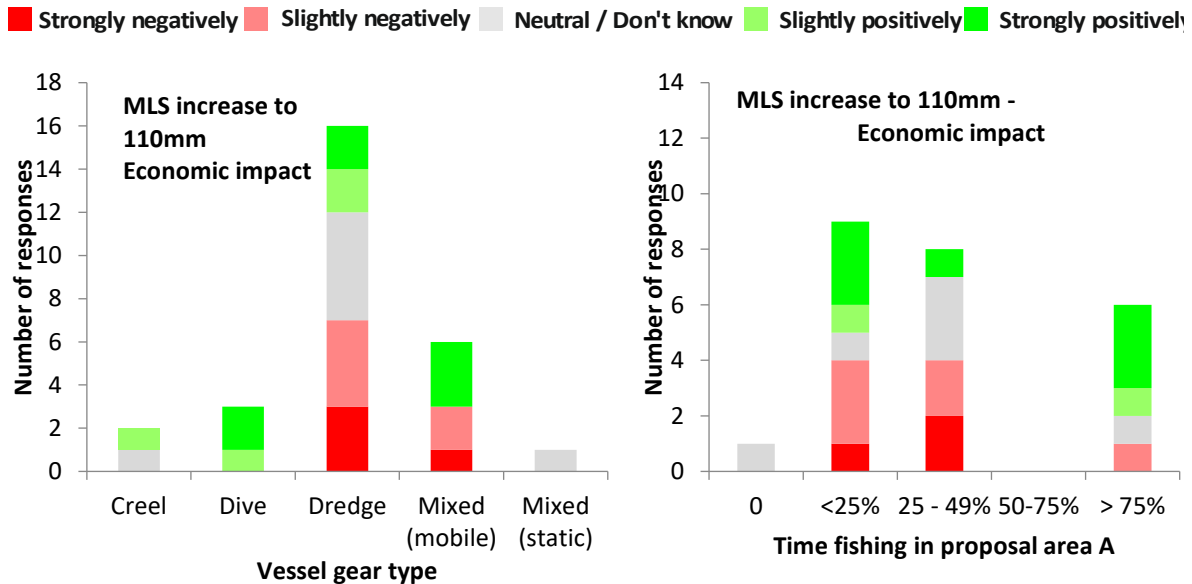 Strongly negatively Slightly negatively Neutral / Don't know Slightly positively Strongly positively
MLS increase to
110mm
Economic impact
Number of responses
18
16
14
12
10
8
6
4
2
0
Creel Dive Dredge Mixed (mobile) Mixed (static)
Vessel gear type
MLS increase to 110mm -
Economic impact
Number of responses
14
12
10
8
6
4
2
0
0 <25% 25 - 49% 50-75% > 75%
Time fishing in proposal area A